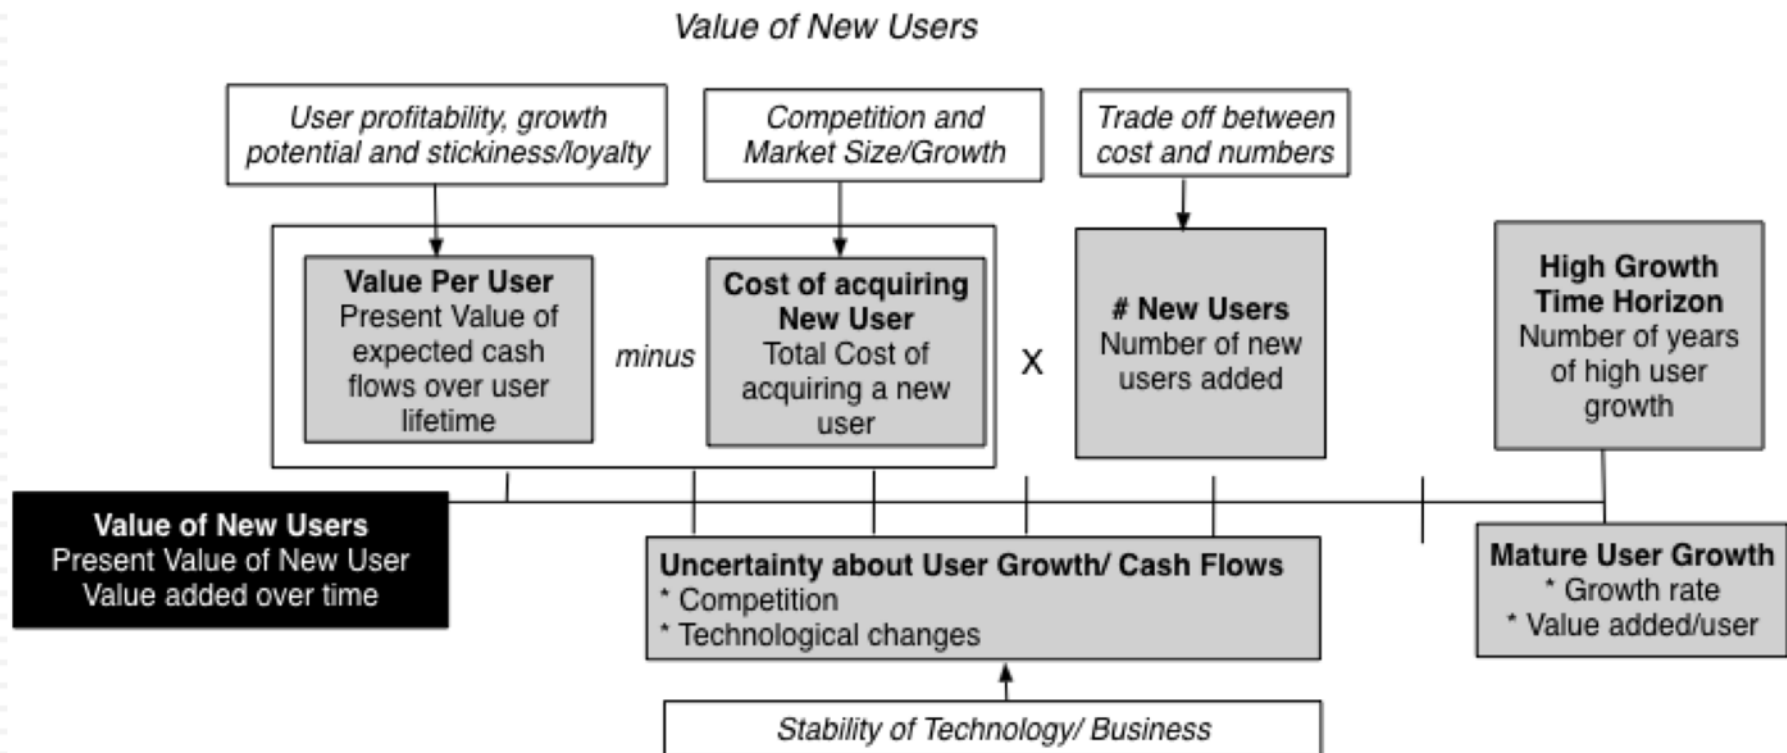 Value of New Users
User profitability, growth
potential and stickiness/loyalty
Competition and
Market Size/Growth
Trade off between
cost and numbers
Value Per User
Present Value of
expected cash
flows over user
lifetime
minus
Cost of acquiring
New User
Total Cost of
acquiring a new
user
X
# New Users
Number of new
users added
High Growth
Time Horizon
Number of years
of high user
growth
Value of New Users
Present Value of New User
Value added over time
Uncertainty about User Growth/ Cash Flows
* Competition
* Technological changes
Mature User Growth
* Growth rate
* Value added/user
Stability of Technology/ Business